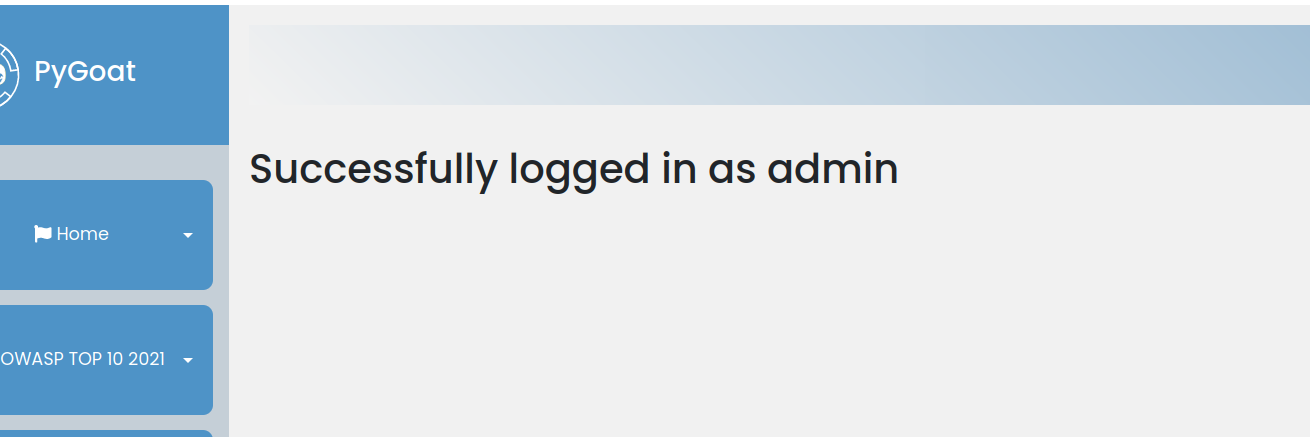 PyGoat
Successfully logged in as admin
Home
OWASP TOP 10 2021